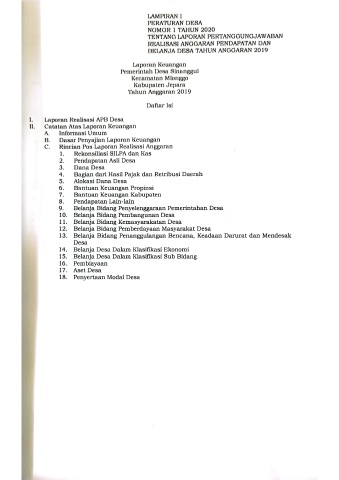 LAMPIRAN I
PERATURAN DESA
NOMOR 1 TAHUN 2020
TENTANG LAPORAN PERTANGGUNGJAWABAN
REALISASI ANGGARAN PENDAPATAN DAN
BELANJA DESA TAHUN ANGGARAN 2019
Laporan Keuangan
Pemerintah Desa Sinanggul
Kecamatan Mlonggo
Kabupaten Jepara
Tahun Anggaran 2019
Daftar Isi
I. Laporan Realisasi APB Desa
II. Catatan Atas Laporan Keuangan
A. Informasi Umum
B. Dasar Penyajian Laporan Keuangan
C. Rincian Pos Laporan Realisasi Anggaran
1. Rekonsiliasi SILPA dan Kas
2. Pendapatan Asli Desa
3. Dana Desa
4. Bagian dari Hasil Pajak dan Retribusi Daerah
5. Alokasi Dana Desa
6. Bantuan Keuangan Propinsi
7. Bantuan Keuangan Kabupaten
8. Pendapatan Lain-lain
9. Belanja Bidang Penyelenggaraan Pemerintahan Desa
10. Belanja Bidang Pembangunan Desa
11. Belanja Bidang Kemasyarakatan Desa
12. Belanja Bidang Pemberdayaan Masyarakat Desa
13. Belanja Bidang Penanggulangan Bencana, Keadaan Darurat dan Mendesak
Desa
14. Belanja Desa Dalam Klasifikasi Ekonomi
15. Belanja Desa Dalam Klasifikasi Sub Bidang
16. Pembiayaan
17. Aset Desa
18. Penyertaan Modal Desa